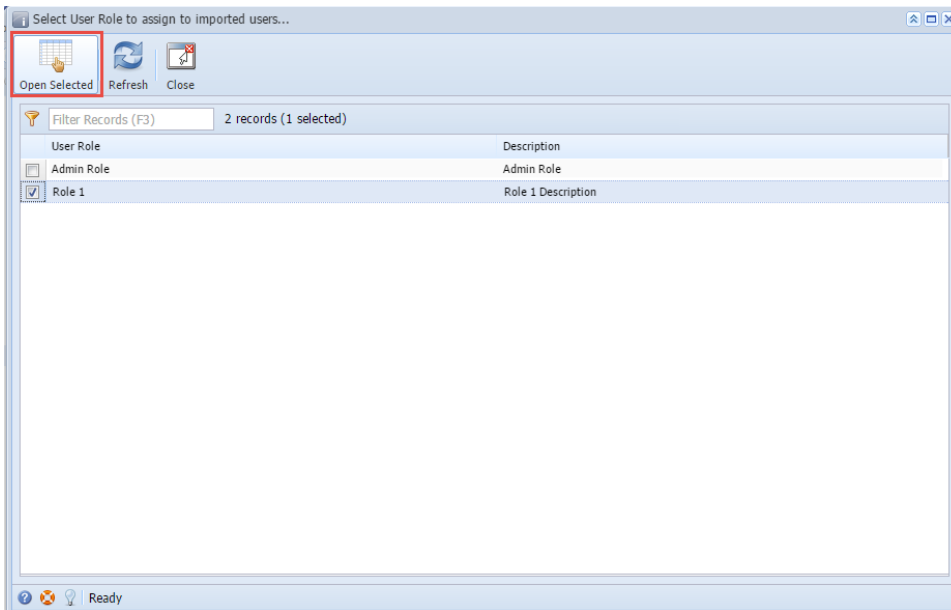 Select User Role to assign to imported users...
Open Selected Refresh Close
Filter Records (F3) 2 records (1 selected)
User Role Description
Admin Role Admin Role
Role 1 Role 1 Description
Ready